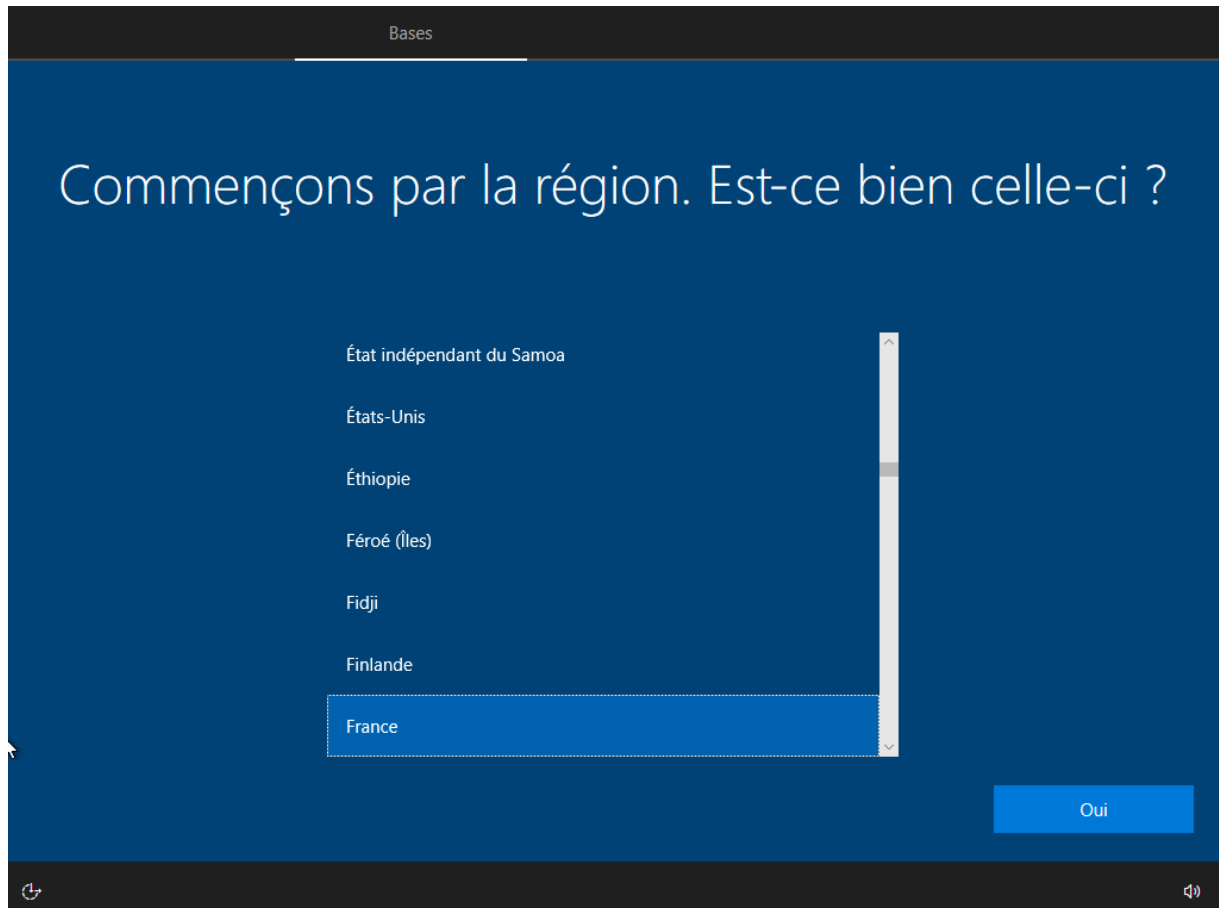 Bases
Commençons par la région. Est-ce bien celle-ci ?
État indépendant du Samoa
États-Unis
Éthiopie
Féroé (Îles)
Fidji
Finlande
France
Oui